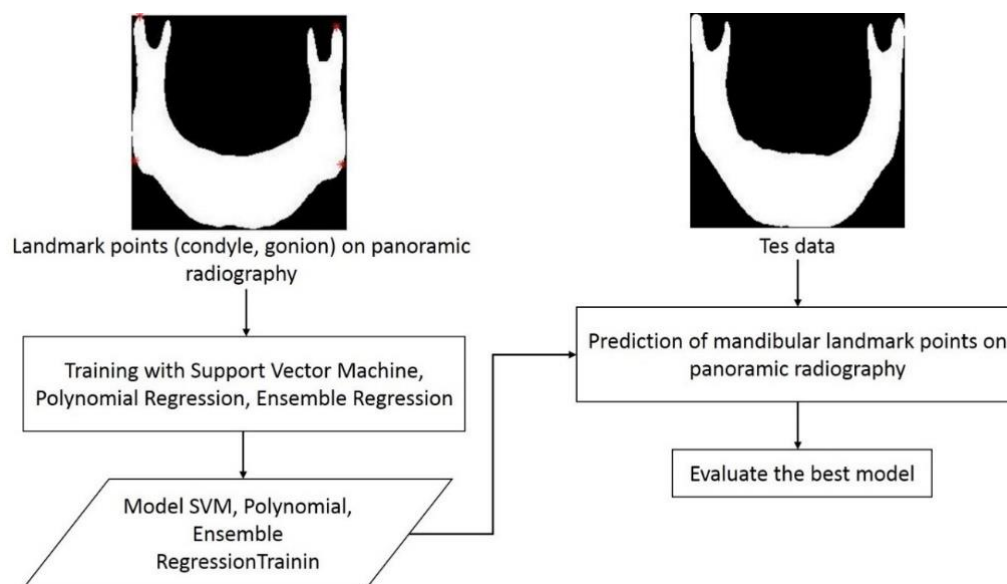 Landmark points (condyle, gonion) on panoramic
radiography
Training with Support Vector Machine,
Polynomial Regression, Ensemble Regression
Model SVM, Polynomial,
Ensemble
RegressionTrainin
Tes data
Prediction of mandibular landmark points on
panoramic radiography
Evaluate the best model